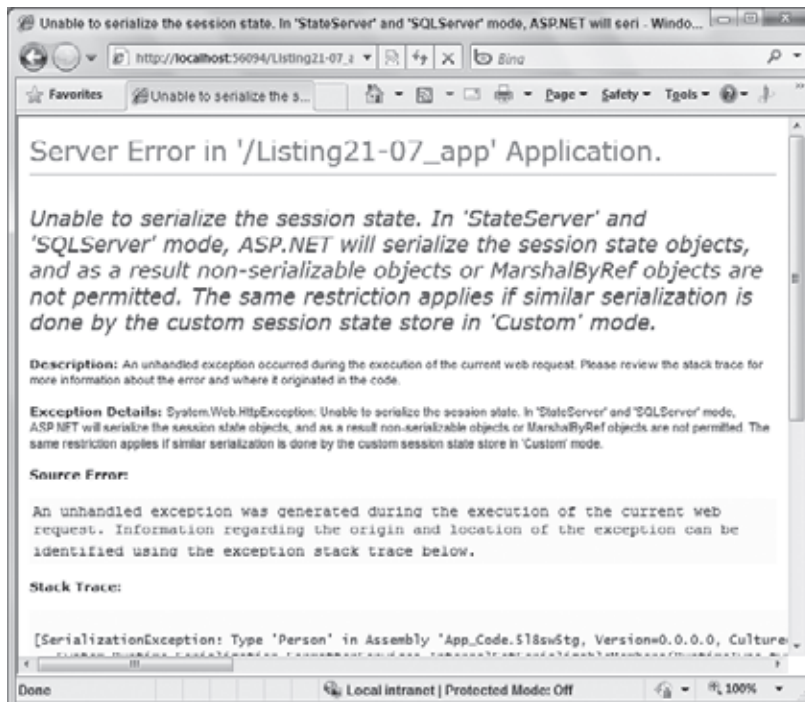 Unable to serialize the session state. In 'StateServer' and 'SQLServer' mode, ASP.NET will seri - Windo...
http://localhost:56094/Listing21-07_a
Bing
Favorites
Unable to serialize the s...
Page
Safety
Tools
Server Error in '/Listing21-07_app' Application.
Unable to serialize the session state. In 'StateServer' and
'SQLServer' mode, ASP.NET will serialize the session state objects,
and as a result non-serializable objects or MarshalByRef objects are
not permitted. The same restriction applies if similar serialization is
done by the custom session state store in 'Custom' mode.
Description: An unhandled exception occurred during the execution of the current web request. Please review the stack trace for
more information about the error and where it originated in the code.
Exception Details: System.Web.HttpException: Unable to serialize the session state. In 'StateServer' and 'SQLServer' mode,
ASP.NET will serialize the session state objects, and as a result non-serializable objects or MarshalByRef objects are not permitted. The
same restriction applies if similar serialization is done by the custom session state store in 'Custom' mode.
Source Error:
An unhandled exception was generated during the execution of the current web
request. Information regarding the origin and location of the exception can be
identified using the exception stack trace below.
Stack Trace:
[SerializationException: Type 'Person' in Assembly 'App_Code.5l8swStg, Version=0.0.0.0, Culture
Done
Local intranet | Protected Mode: Off
100%